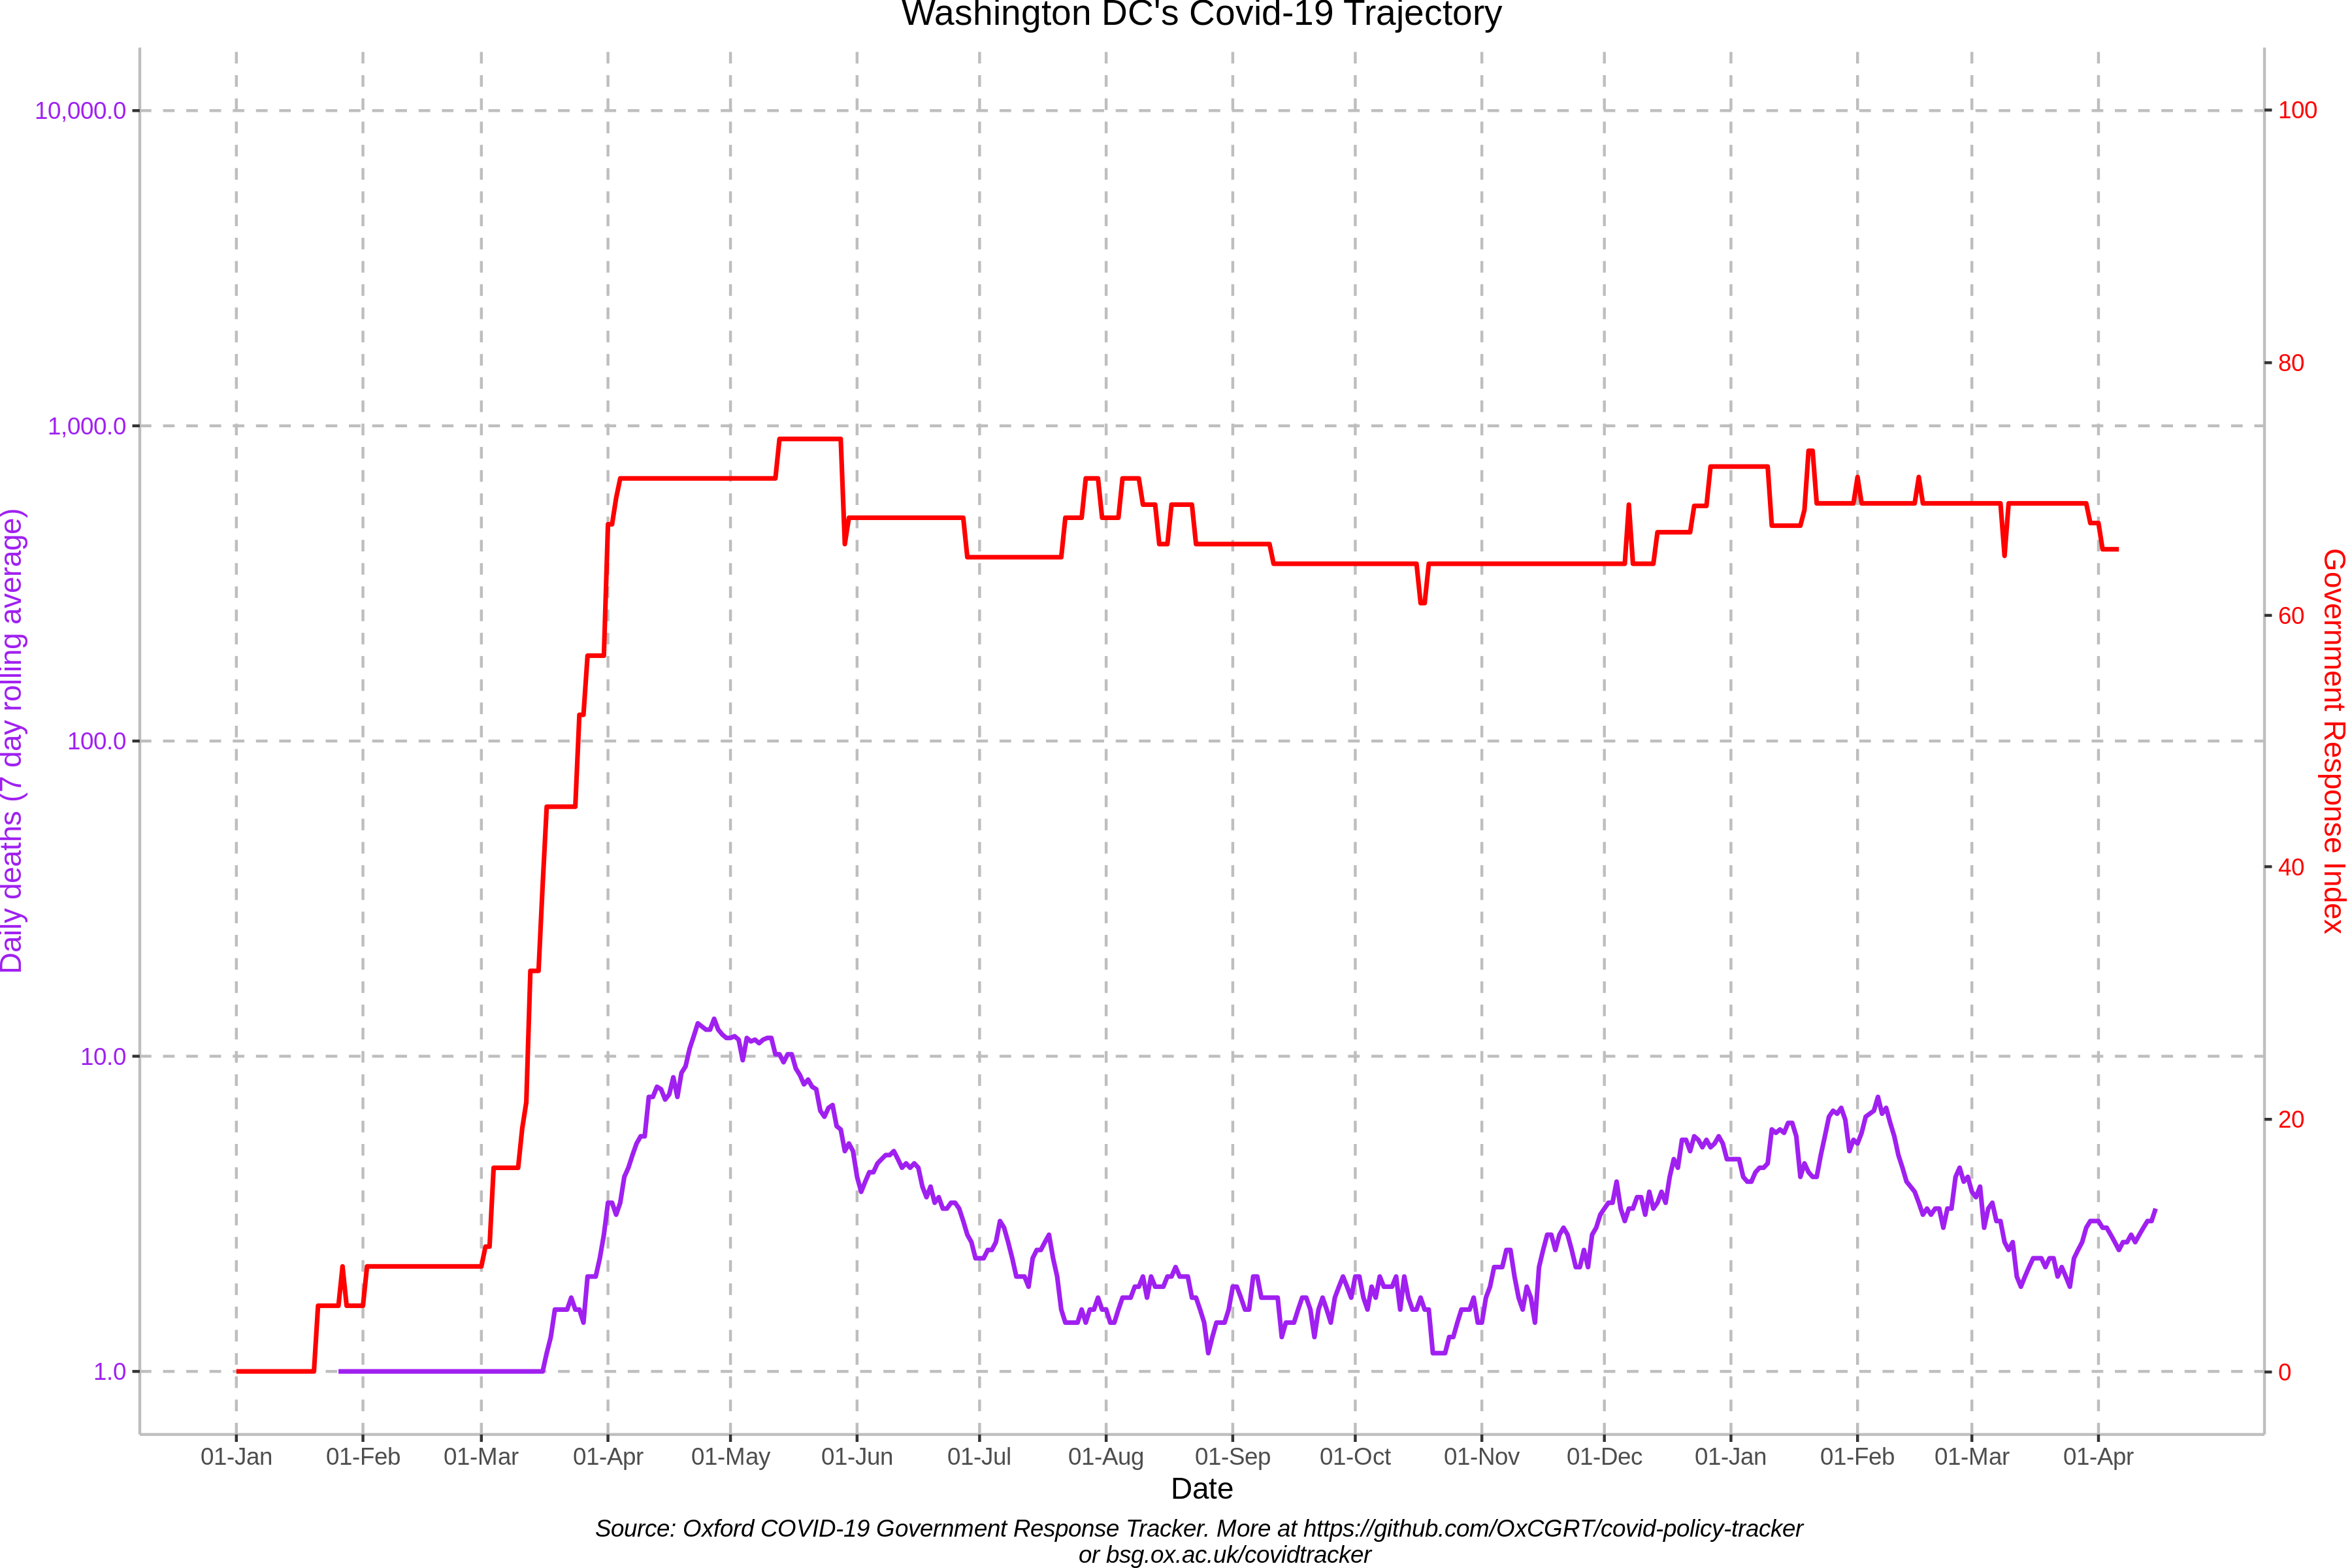 Washington DC's Covid-19 Trajectory
10,000.0
1,000.0
100.0
10.0
1.0
Daily deaths (7 day rolling average)
100
80
60
40
20
0
Government Response Index
01-Jan 01-Feb 01-Mar 01-Apr 01-May 01-Jun 01-Jul 01-Aug 01-Sep 01-Oct 01-Nov 01-Dec 01-Jan 01-Feb 01-Mar 01-Apr
Date
Source: Oxford COVID-19 Government Response Tracker. More at https://github.com/OxCGRT/covid-policy-tracker
or bsg.ox.ac.uk/covidtracker